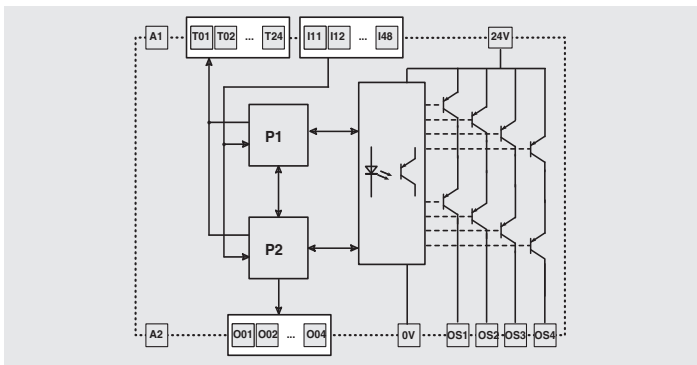 A1 T01 T02 ... T24 I11 I12 ... I48 24V
P1
P2
A2 O01 O02 ... O04 0V OS1 OS2 OS3 OS4